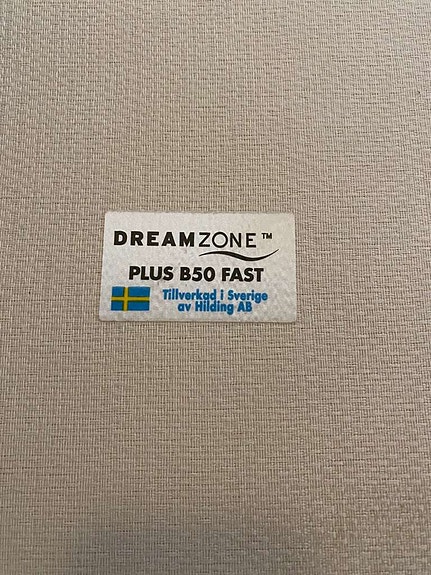 DREAMZONE™
PLUS B50 FAST
Tillverkad i Sverige
av Hilding AB